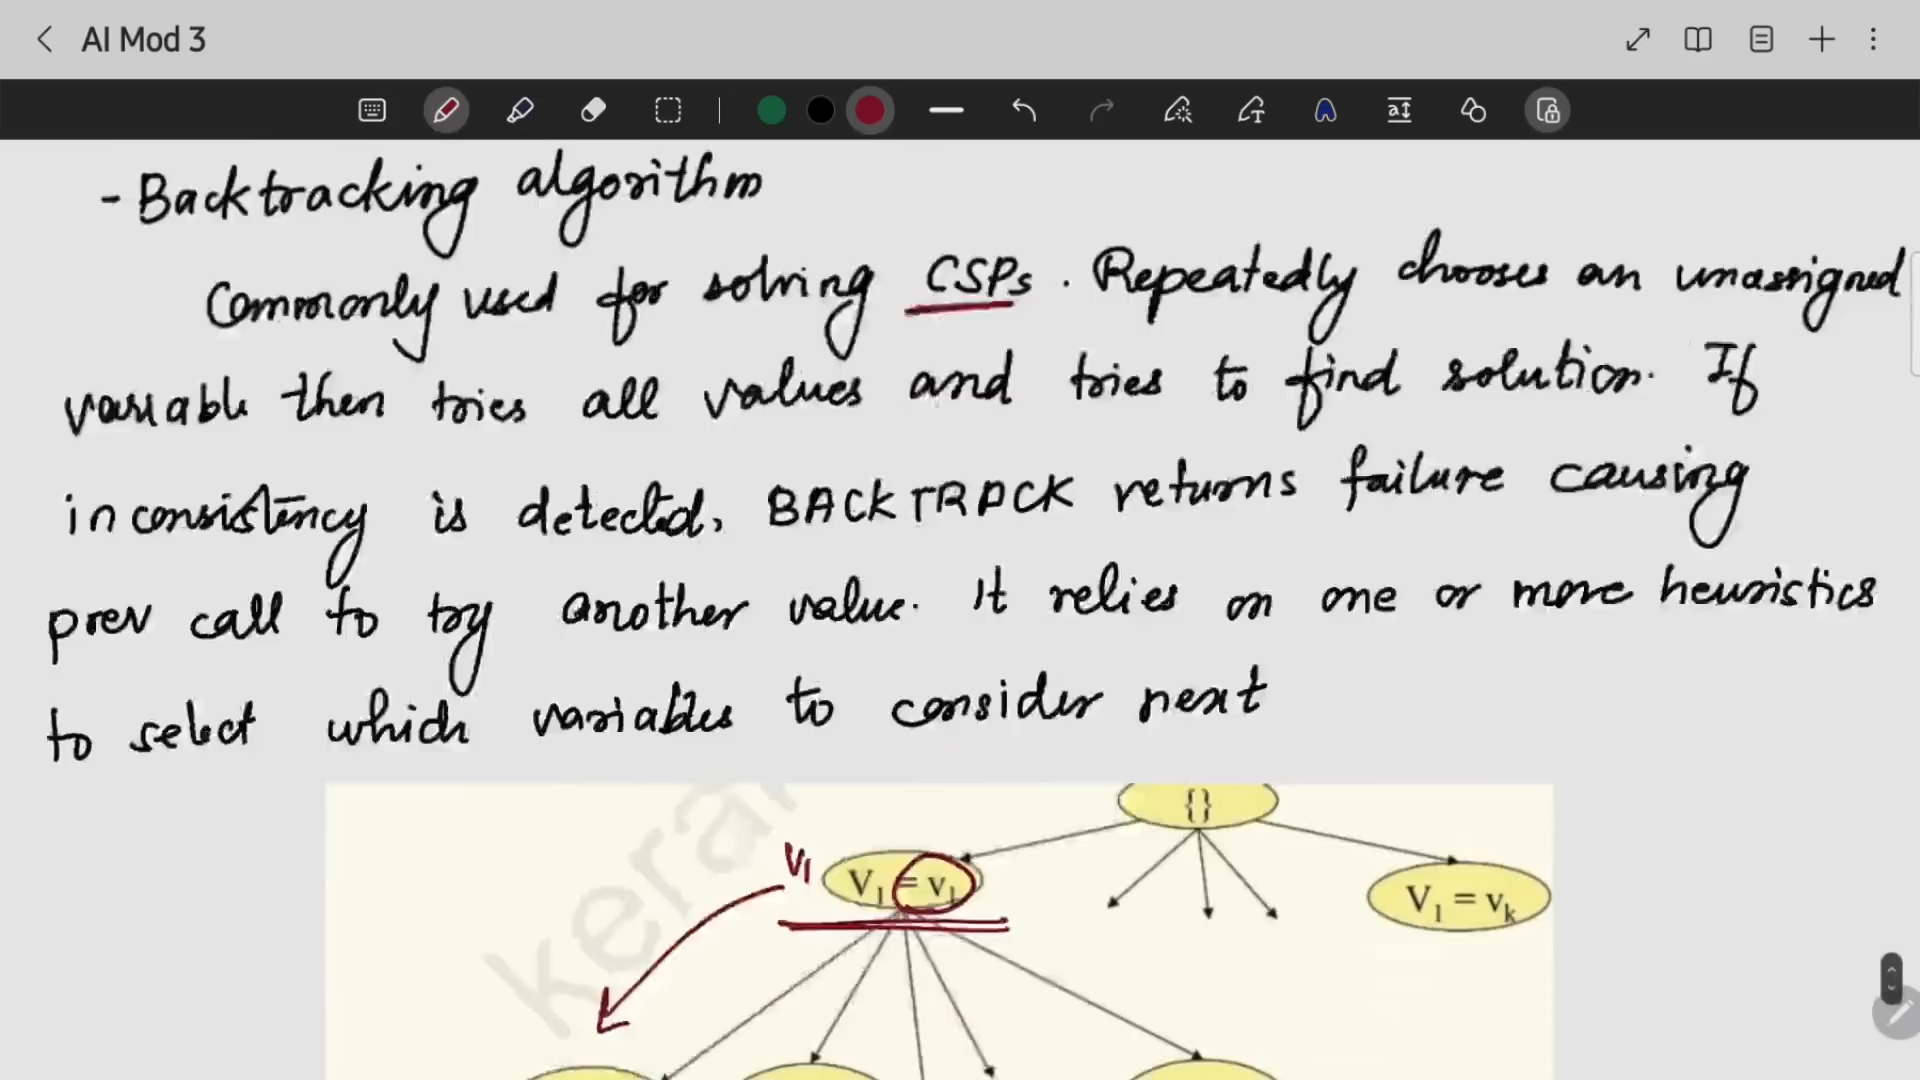 AI Mod 3
- Backtracking algorithm
Commonly used for solving CSPs. Repeatedly chooses an unassigned
variable then tries all values and tries to find solution. If
inconsistency is detected, BACKTRACK returns failure causing
prev call to try another value. It relies on one or more heuristics
to select which variables to consider next
{}
V1
V1 = v1
V1 = vk
kera